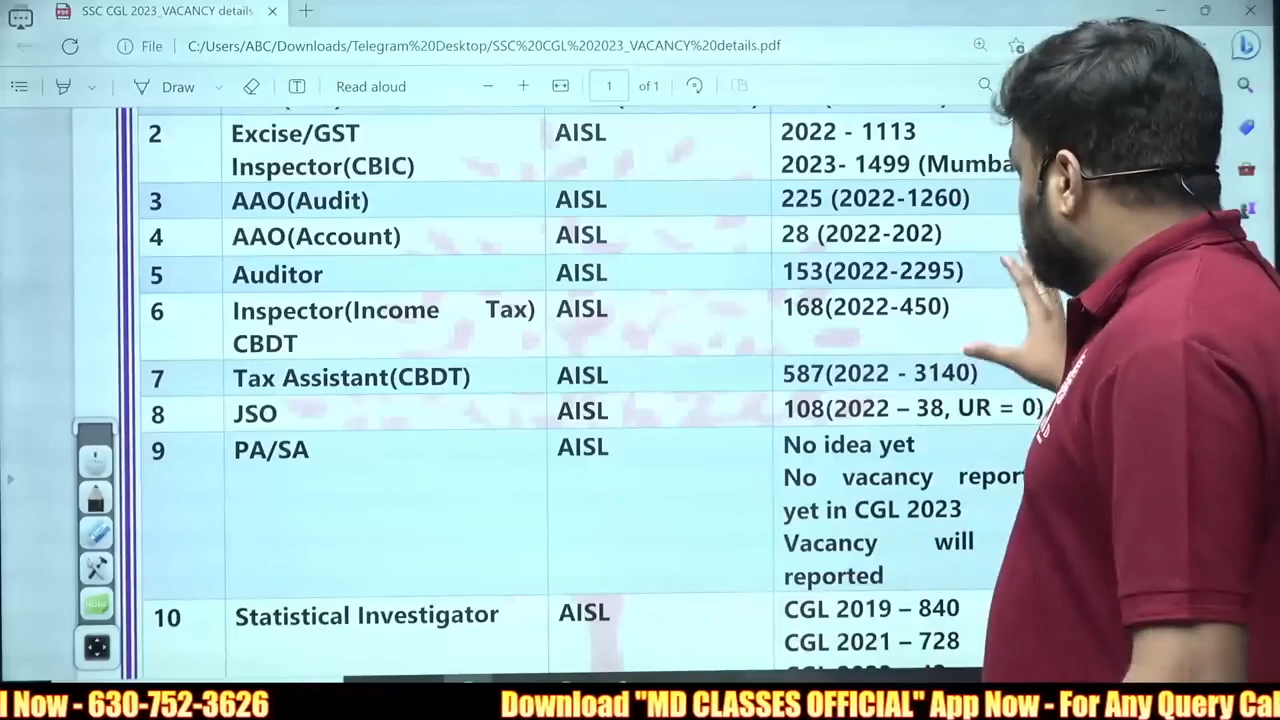 SSC CGL 2023_VACANCY details
File C:/Users/ABC/Downloads/Telegram%20Desktop/SSC%20CGL%202023_VACANCY%20details.pdf
Draw Read aloud 1 of 1
2 Excise/GST Inspector(CBIC) AISL 2022 - 1113
2023- 1499
3 AAO(Audit) AISL 225 (2022-1260)
4 AAO(Account) AISL 28 (2022-202)
5 Auditor AISL 153(2022-2295)
6 Inspector(Income Tax) CBDT AISL 168(2022-450)
7 Tax Assistant(CBDT) AISL 587(2022 - 3140)
8 JSO AISL 108(2022 – 38, UR = 0)
9 PA/SA AISL No idea yet
No vacancy
yet in CGL 2023
Vacancy will
reported
10 Statistical Investigator AISL CGL 2019 – 840
CGL 2021 – 728
Now - 630-752-3626 Download "MD CLASSES OFFICIAL" App Now - For Any Query